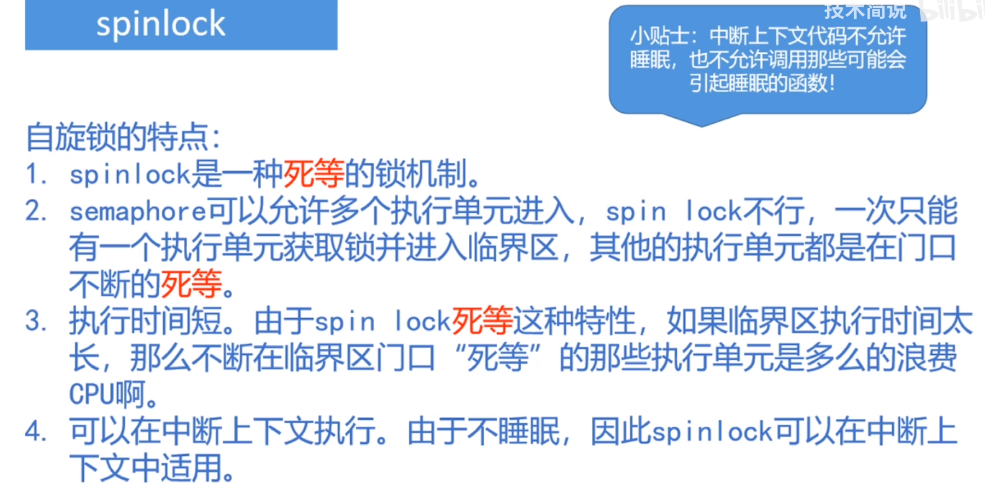 spinlock
技术简说 bilibili
小贴士：中断上下文代码不允许
睡眠，也不允许调用那些可能会
引起睡眠的函数！
自旋锁的特点：
1. spinlock是一种死等的锁机制。
2. semaphore可以允许多个执行单元进入，spin lock不行，一次只能
有一个执行单元获取锁并进入临界区，其他的执行单元都是在门口
不断的死等。
3. 执行时间短。由于spin lock死等这种特性，如果临界区执行时间太
长，那么不断在临界区门口“死等”的那些执行单元是多么的浪费
CPU啊。
4. 可以在中断上下文执行。由于不睡眠，因此spinlock可以在中断上
下文中适用。